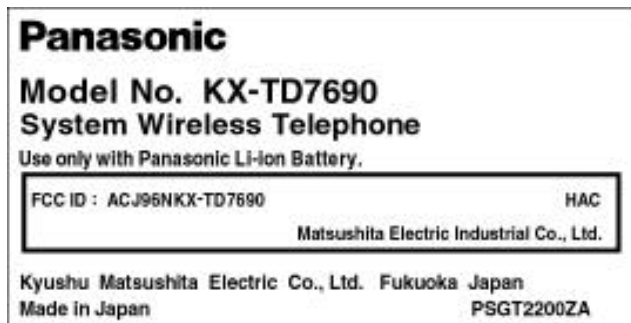 Panasonic
Model No. KX-TD7690
System Wireless Telephone
Use only with Panasonic Li-ion Battery.
FCC ID : ACJ96NKX-TD7690 HAC
Matsushita Electric Industrial Co., Ltd.
Kyushu Matsushita Electric Co., Ltd. Fukuoka Japan
Made in Japan PSGT2200ZA